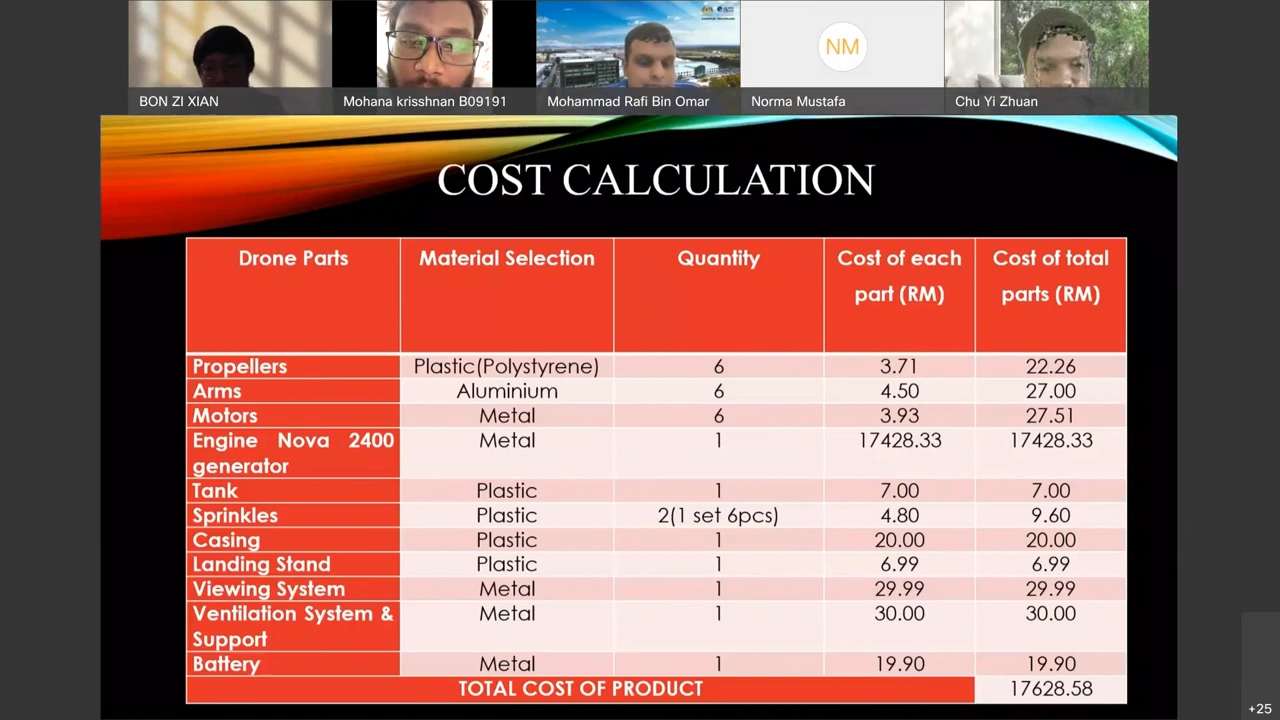 BON ZI XIAN
Mohana krisshnan B09191
Mohammad Rafi Bin Omar
NM
Norma Mustafa
Chu Yi Zhuan
COST CALCULATION
Drone Parts Material Selection Quantity Cost of each part (RM) Cost of total parts (RM)
Propellers Plastic(Polystyrene) 6 3.71 22.26
Arms Aluminium 6 4.50 27.00
Motors Metal 6 3.93 27.51
Engine Nova 2400 generator Metal 1 17428.33 17428.33
Tank Plastic 1 7.00 7.00
Sprinkles Plastic 2(1 set 6pcs) 4.80 9.60
Casing Plastic 1 20.00 20.00
Landing Stand Plastic 1 6.99 6.99
Viewing System Metal 1 29.99 29.99
Ventilation System & Support Metal 1 30.00 30.00
Battery Metal 1 19.90 19.90
TOTAL COST OF PRODUCT 17628.58
+25